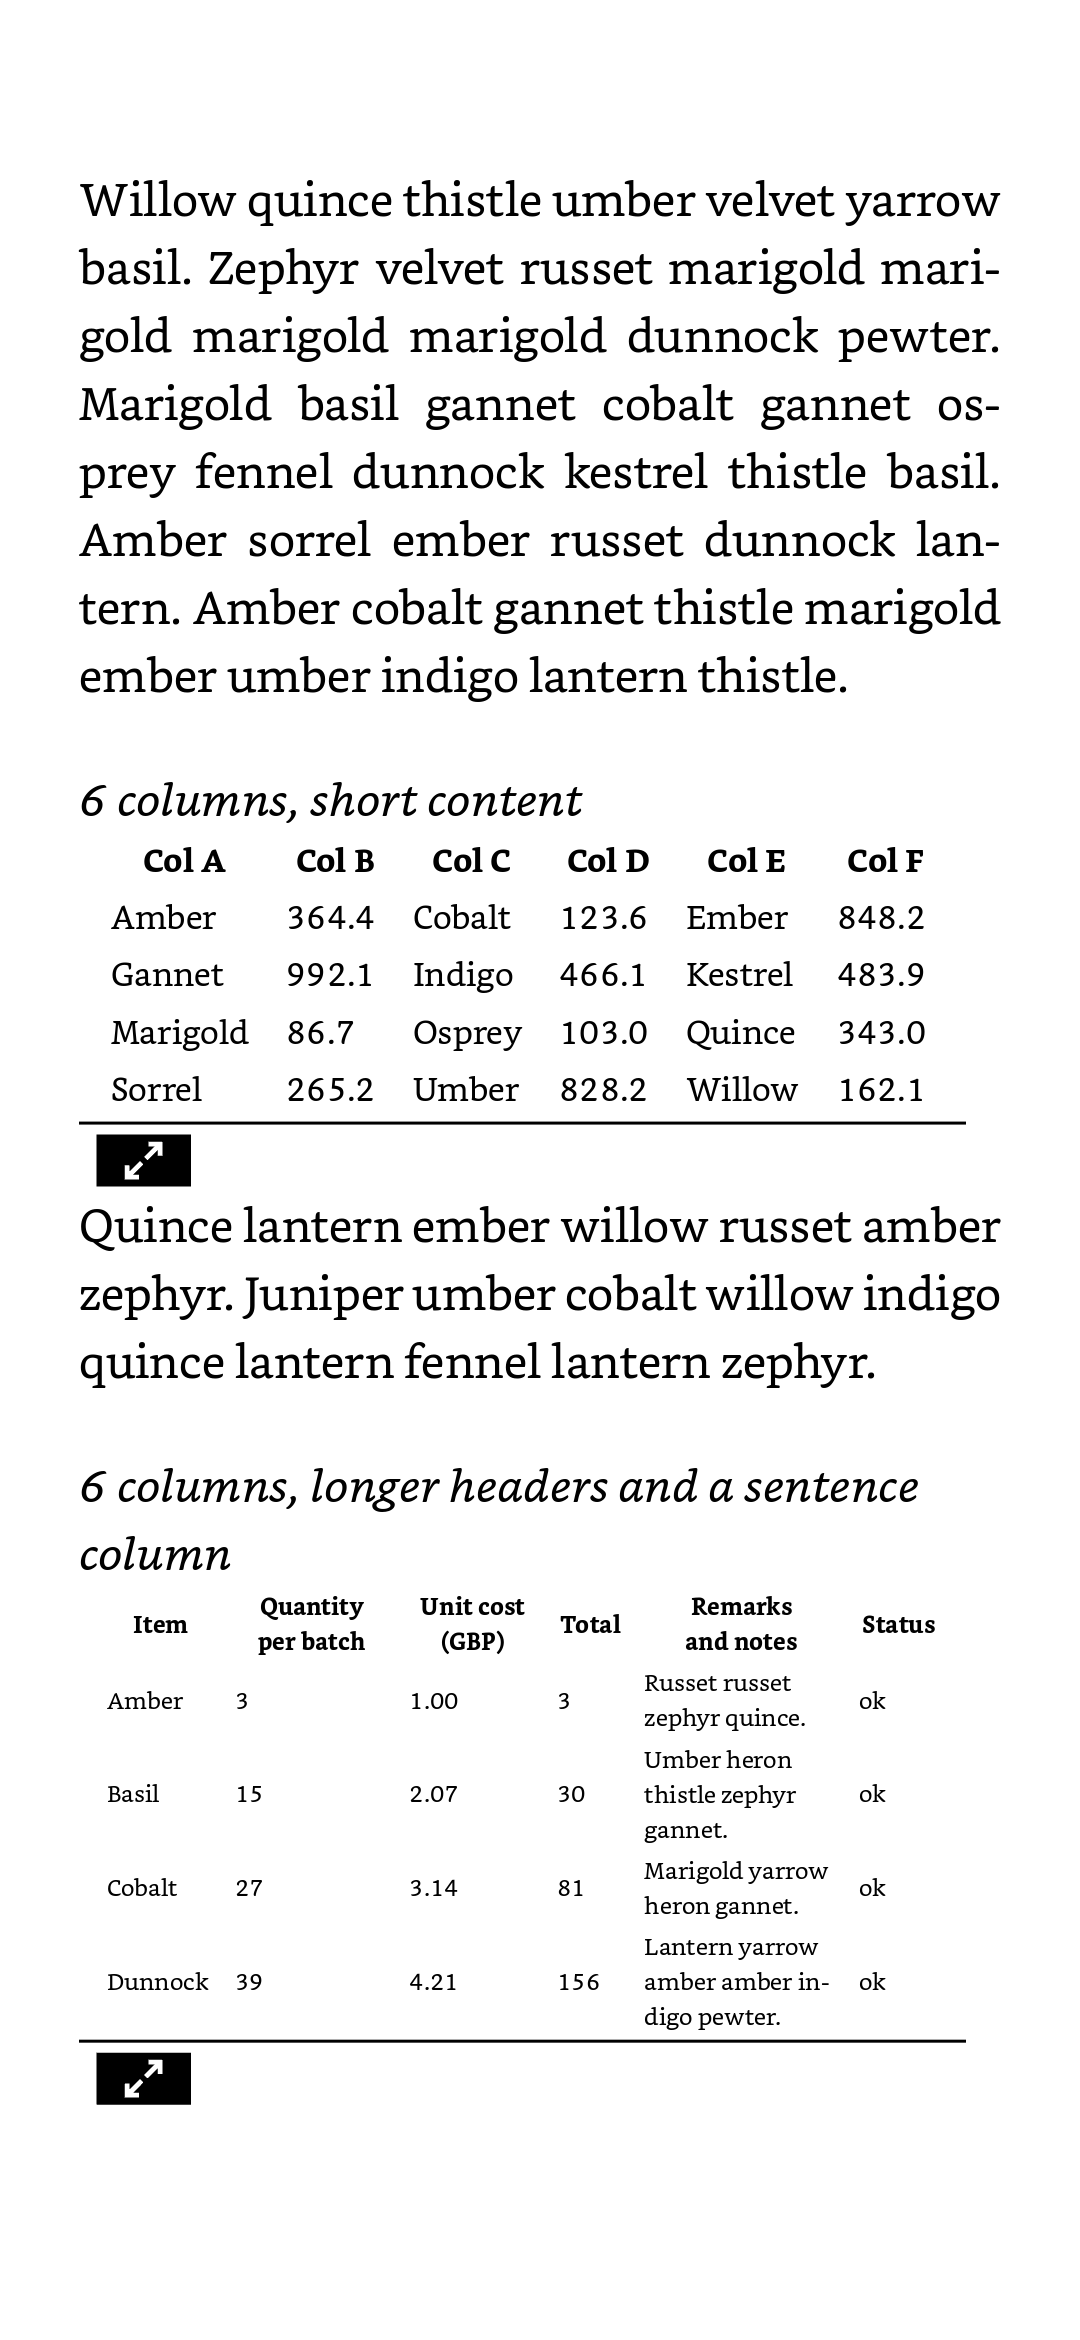 Willow quince thistle umber velvet yarrow
basil. Zephyr velvet russet marigold mari-
gold marigold marigold dunnock pewter.
Marigold basil gannet cobalt gannet os-
prey fennel dunnock kestrel thistle basil.
Amber sorrel ember russet dunnock lan-
tern. Amber cobalt gannet thistle marigold
ember umber indigo lantern thistle.
6 columns, short content
Col A Col B Col C Col D Col E Col F
Amber 364.4 Cobalt 123.6 Ember 848.2
Gannet 992.1 Indigo 466.1 Kestrel 483.9
Marigold 86.7 Osprey 103.0 Quince 343.0
Sorrel 265.2 Umber 828.2 Willow 162.1
Quince lantern ember willow russet amber
zephyr. Juniper umber cobalt willow indigo
quince lantern fennel lantern zephyr.
6 columns, longer headers and a sentence
column
Item Quantity per batch Unit cost (GBP) Total Remarks and notes Status
Amber 3 1.00 3 Russet russet zephyr quince. ok
Basil 15 2.07 30 Umber heron thistle zephyr gannet. ok
Cobalt 27 3.14 81 Marigold yarrow heron gannet. ok
Dunnock 39 4.21 156 Lantern yarrow amber amber in-digo pewter. ok